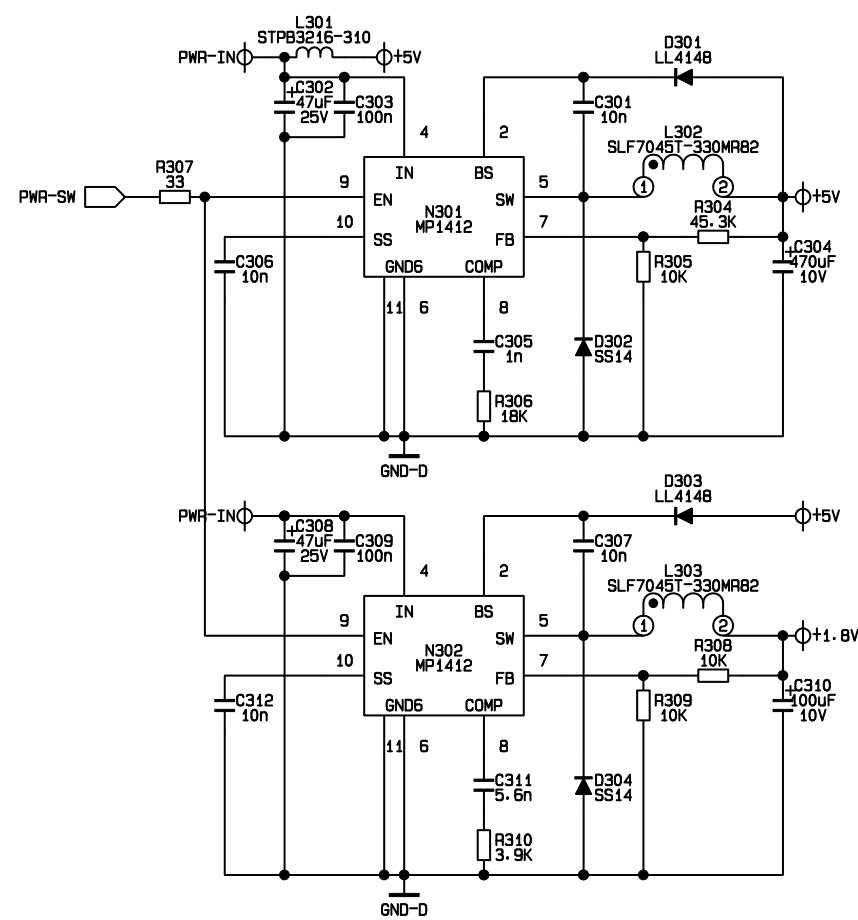 L301
STPB3216-310
PWR-IN
+5V
D301
LL4148
+
C302
47uF
25V
C303
100n
C301
10n
4
2
L302
SLF7045T-330MR82
PWR-SW
R307
33
9
IN
BS
5
1
2
+5V
EN
SW
10
N301
MP1412
7
R304
45.3K
SS
FB
C306
10n
R305
10K
+
C304
470uF
10V
GND6
COMP
11
6
8
C305
1n
D302
SS14
R306
18K
GND-D
D303
LL4148
PWR-IN
+5V
+
C308
47uF
25V
C309
100n
C307
10n
4
2
L303
SLF7045T-330MR82
9
IN
BS
5
1
2
+1.8V
EN
SW
10
N302
MP1412
7
R308
10K
SS
FB
C312
10n
R309
10K
+
C310
100uF
10V
GND6
COMP
11
6
8
C311
5.6n
D304
SS14
R310
3.9K
GND-D